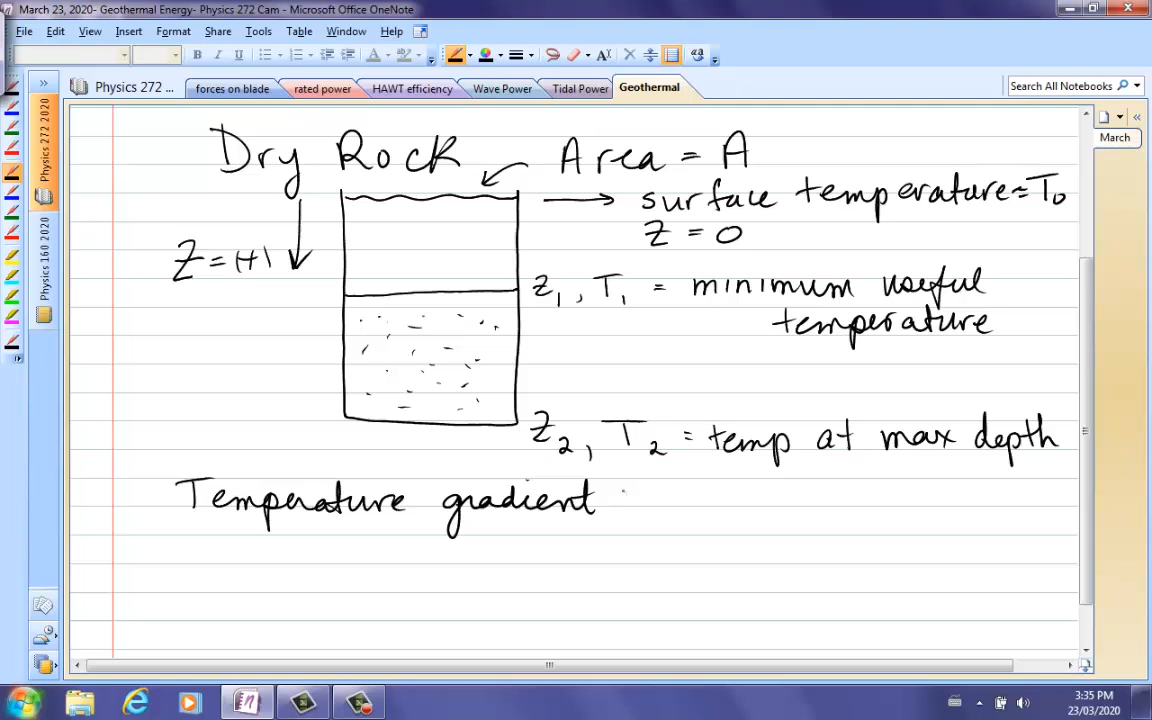 March 23, 2020- Geothermal Energy- Physics 272 Cam - Microsoft Office OneNote
File Edit View Insert Format Share Tools Table Window Help
B I U
Physics 272 ... forces on blade rated power HAWT efficiency Wave Power Tidal Power Geothermal Search All Notebooks
March
Physics 272 2020
Physics 160 2020
Dry Rock Area = A
surface temperature = To
Z = 0
Z = (+)
Z1, T1 = minimum useful
temperature
Z2, T2 = temp at max depth
Temperature gradient
3:35 PM
23/03/2020